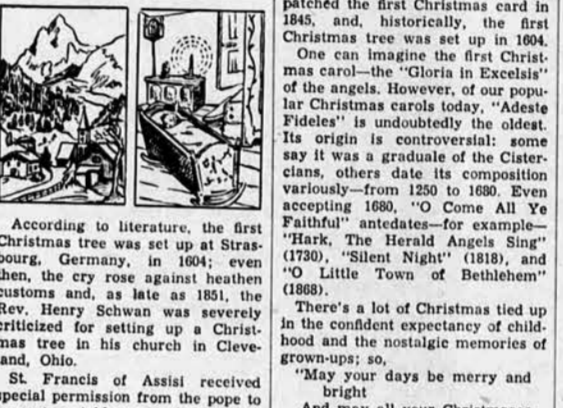 According to literature, the first
Christmas tree was set up at Stras-
bourg, Germany, in 1604; even
then, the cry rose against heathen
customs and, as late as 1851, the
Rev. Henry Schwan was severely
criticized for setting up a Christ-
mas tree in his church in Cleve-
land, Ohio.
St. Francis of Assisi received
special permission from the pope to
patched the first Christmas card in
1845, and, historically, the first
Christmas tree was set up in 1604.
One can imagine the first Christ-
mas carol—the "Gloria in Excelsis"
of the angels. However, of our popu-
lar Christmas carols today, "Adeste
Fideles" is undoubtedly the oldest.
Its origin is controversial: some
say it was a graduale of the Cister-
cians, others date its composition
variously—from 1250 to 1680. Even
accepting 1680, "O Come All Ye
Faithful" antedates—for example—
"Hark, The Herald Angels Sing"
(1730), "Silent Night" (1818), and
"O Little Town of Bethlehem"
(1868).
There's a lot of Christmas tied up
in the confident expectancy of child-
hood and the nostalgic memories of
grown-ups; so,
"May your days be merry and
bright